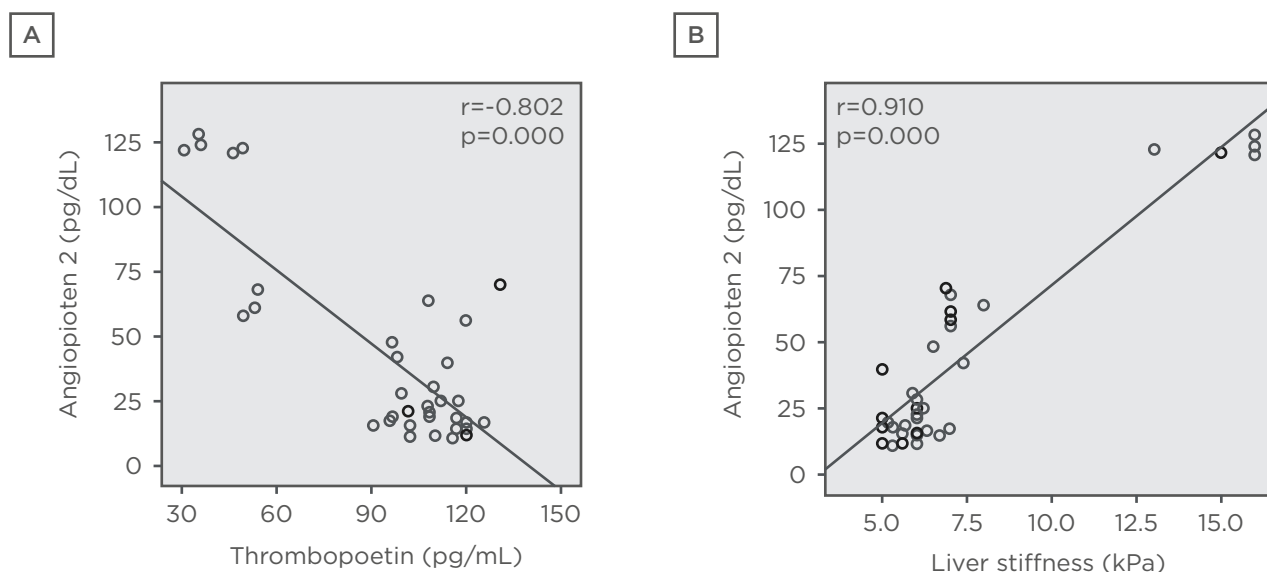 A
r=-0.802
p=0.000
Angiopioten 2 (pg/dL)
125
100
75
50
25
0
30 60 90 120 150
Thrombopoetin (pg/mL)
B
r=0.910
p=0.000
Angiopioten 2 (pg/dL)
125
100
75
50
25
0
5.0 7.5 10.0 12.5 15.0
Liver stiffness (kPa)